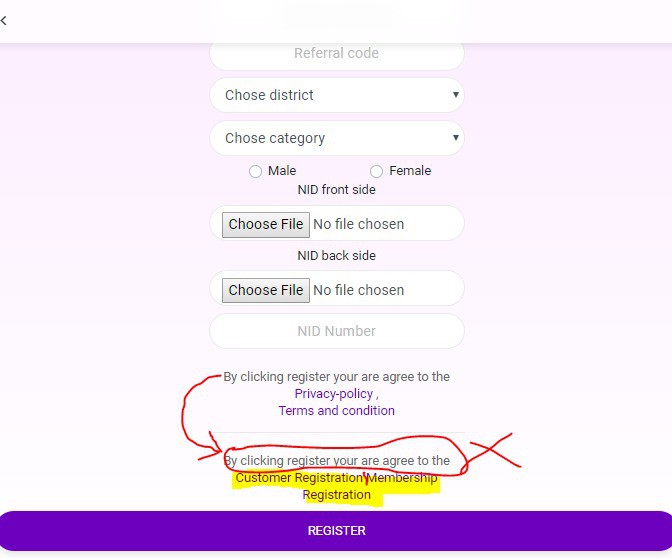 Referral code
Chose district
Chose category
Male Female
NID front side
Choose File No file chosen
NID back side
Choose File No file chosen
NID Number
By clicking register your are agree to the
Privacy-policy ,
Terms and condition
By clicking register your are agree to the
Customer Registration Membership
Registration
REGISTER